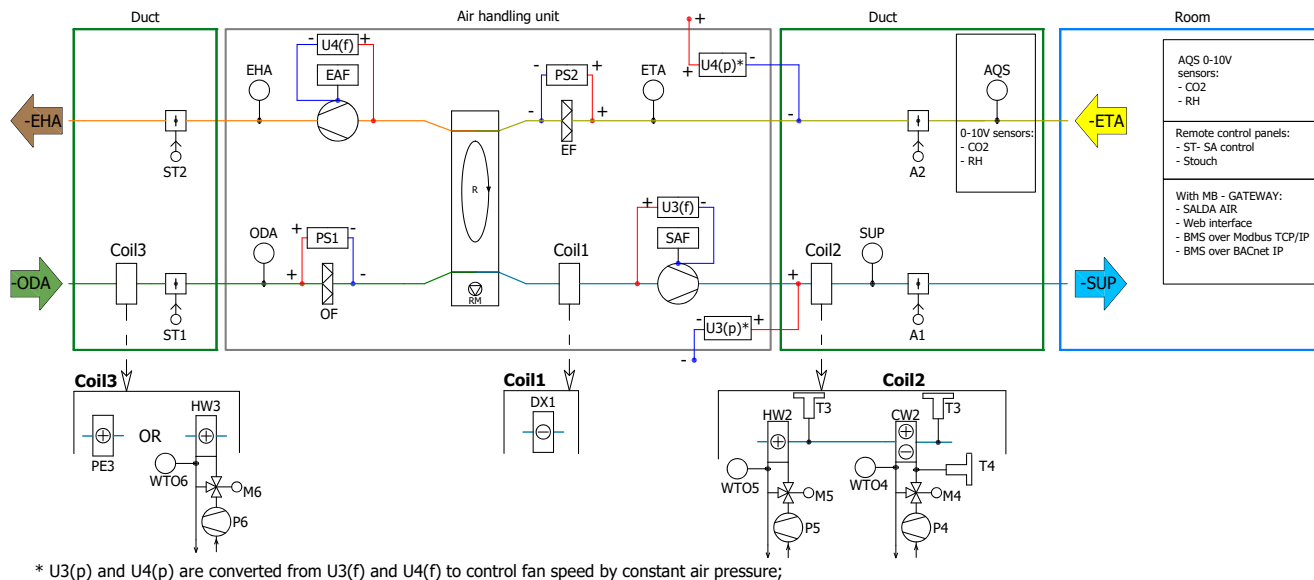 Duct
Air handling unit
Duct
Room
U4(f)
- +
EHA
EAF
PS2
- +
ETA
+
U4(p)*
+ -
AQS
AQS 0-10V
sensors:
- CO2
- RH
-EHA
- +
EF
-
0-10V sensors:
- CO2
- RH
-ETA
ST2
A2
Remote control panels:
- ST- SA control
- Stouch
R
With MB - GATEWAY:
- SALDA AIR
- Web interface
- BMS over Modbus TCP/IP
- BMS over BACnet IP
U3(f)
+ -
ODA
PS1
+ -
SAF
Coil3
Coil1
Coil2
SUP
-ODA
+ -
+
-SUP
RM
OF
ST1
U3(p)*
- +
-
A1
Coil3
Coil1
Coil2
PE3
OR
HW3
WTO6
M6
P6
DX1
HW2
T3
CW2
T3
WTO5
M5
P5
WTO4
T4
M4
P4
* U3(p) and U4(p) are converted from U3(f) and U4(f) to control fan speed by constant air pressure;